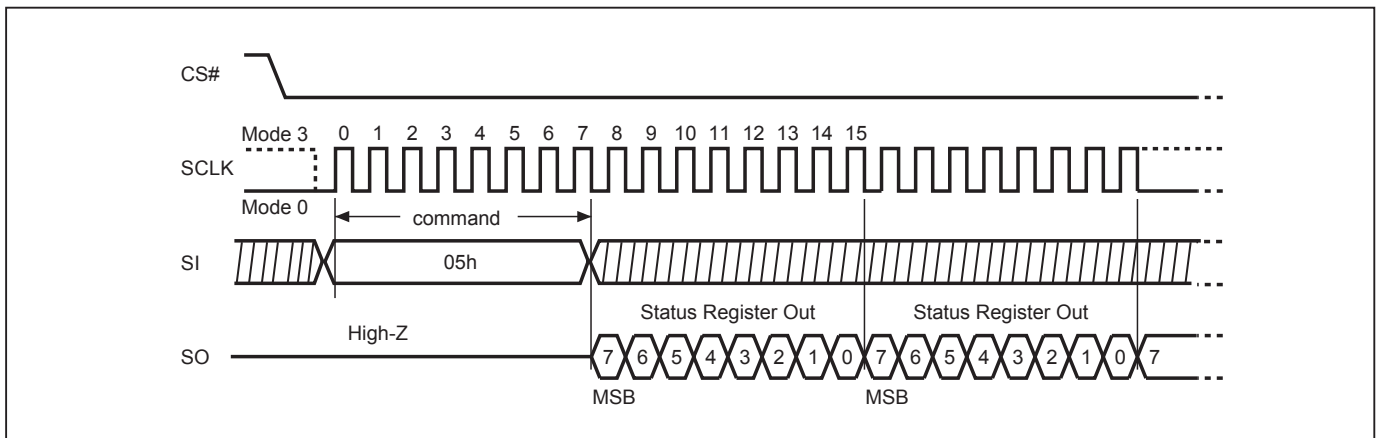 CS#
Mode 3 0 1 2 3 4 5 6 7 8 9 10 11 12 13 14 15
SCLK
Mode 0
command
SI 05h
Status Register Out Status Register Out
High-Z
SO 7 6 5 4 3 2 1 0 7 6 5 4 3 2 1 0 7
MSB MSB